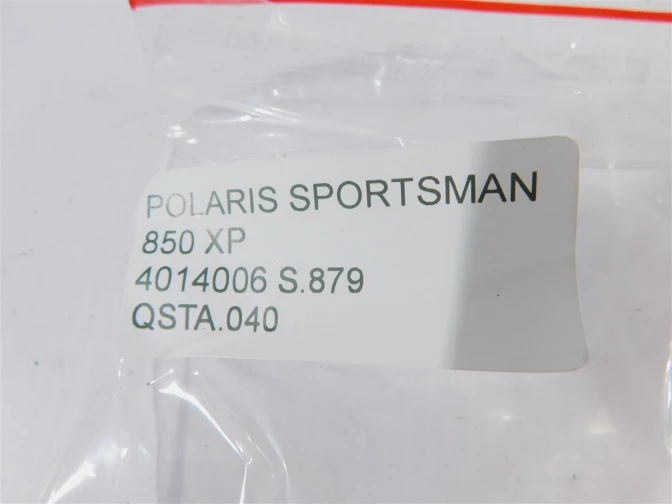 POLARIS SPORTSMAN
850 XP
4014006 S.879
QSTA.040